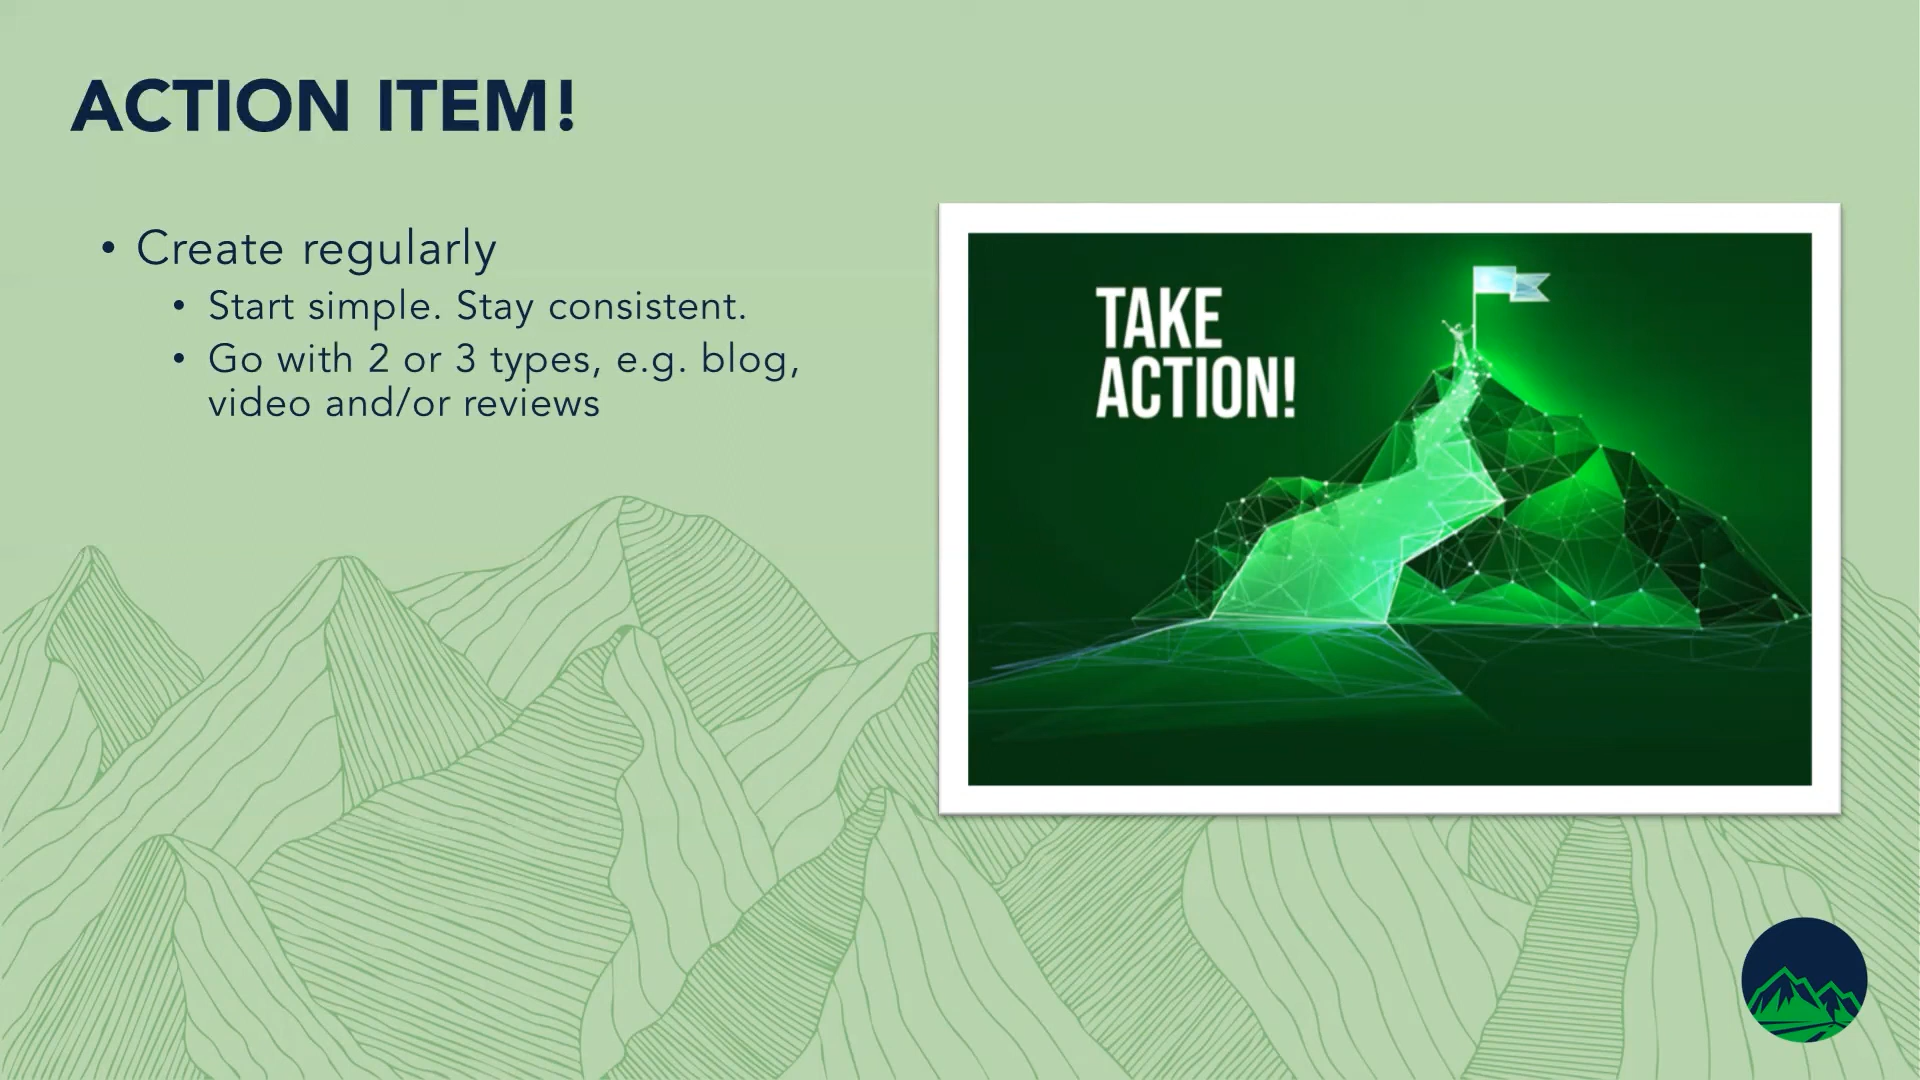 ACTION ITEM!
• Create regularly
• Start simple. Stay consistent.
• Go with 2 or 3 types, e.g. blog,
video and/or reviews
TAKE
ACTION!